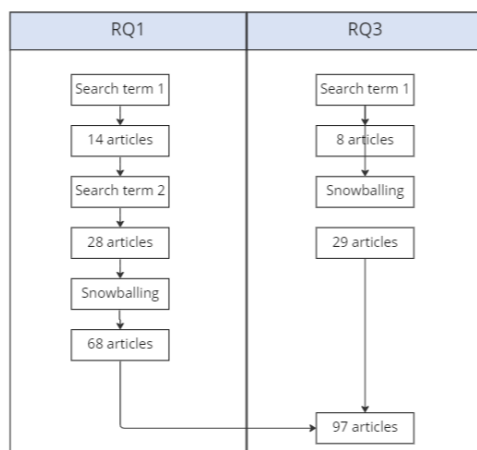 RQ1
RQ3
Search term 1
14 articles
Search term 2
28 articles
Snowballing
68 articles
Search term 1
8 articles
Snowballing
29 articles
97 articles